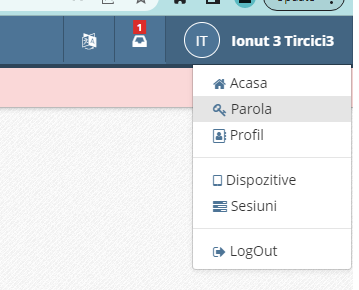 1
IT Ionut 3 Tircici3
Acasa
Parola
Profil
Dispozitive
Sesiuni
LogOut